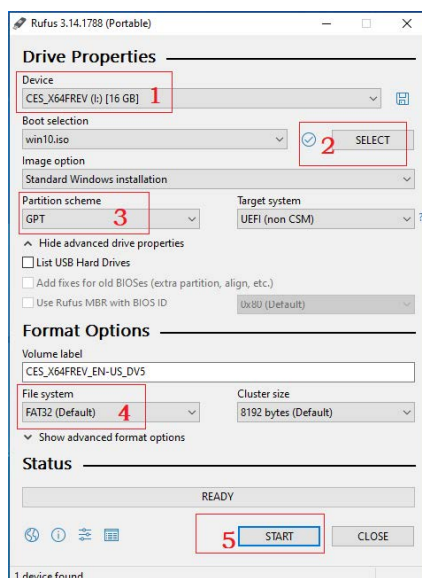 Rufus 3.14.1788 (Portable)
Drive Properties
Device
CES_X64FREV (I:) [16 GB] 1
Boot selection
win10.iso 2 SELECT
Image option
Standard Windows installation
Partition scheme Target system
GPT 3 UEFI (non CSM) ?
Hide advanced drive properties
List USB Hard Drives
Add fixes for old BIOSes (extra partition, align, etc.)
Use Rufus MBR with BIOS ID 0x80 (Default)
Format Options
Volume label
CES_X64FREV_EN-US_DV5
File system Cluster size
FAT32 (Default) 4 8192 bytes (Default)
Show advanced format options
Status
READY
5 START CLOSE
1 device found